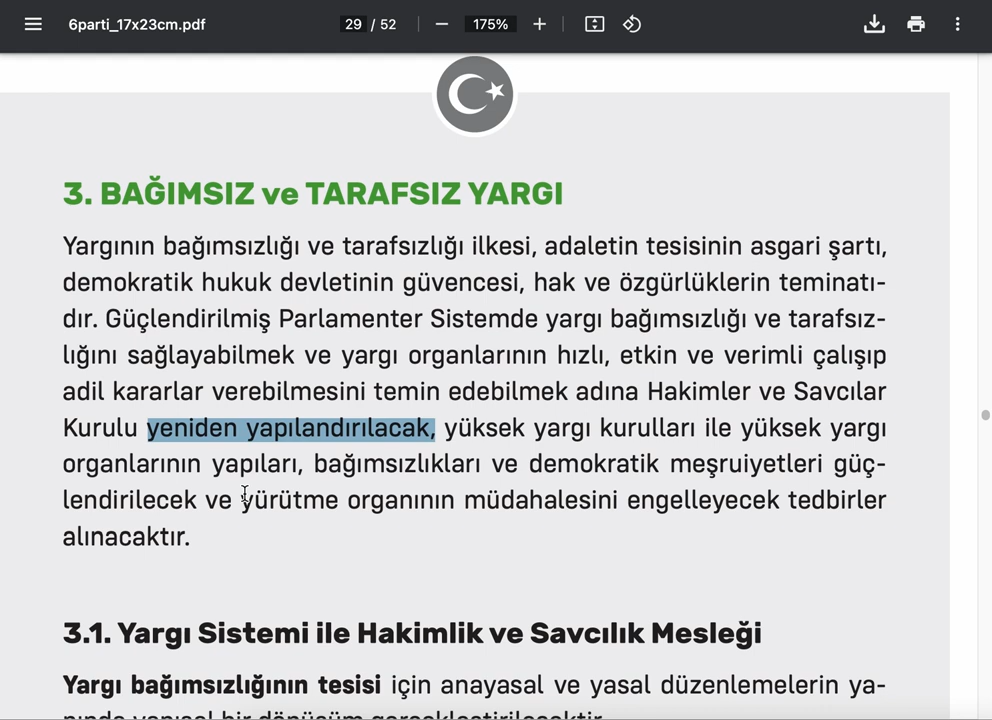 6parti_17x23cm.pdf
29 / 52
175%
3. BAĞIMSIZ ve TARAFSIZ YARGI
Yargının bağımsızlığı ve tarafsızlığı ilkesi, adaletin tesisinin asgari şartı,
demokratik hukuk devletinin güvencesi, hak ve özgürlüklerin teminatı-
dır. Güçlendirilmiş Parlamenter Sistemde yargı bağımsızlığı ve tarafsız-
lığını sağlayabilmek ve yargı organlarının hızlı, etkin ve verimli çalışıp
adil kararlar verebilmesini temin edebilmek adına Hakimler ve Savcılar
Kurulu yeniden yapılandırılacak, yüksek yargı kurulları ile yüksek yargı
organlarının yapıları, bağımsızlıkları ve demokratik meşruiyetleri güç-
lendirilecek ve yürütme organının müdahalesini engelleyecek tedbirler
alınacaktır.
3.1. Yargı Sistemi ile Hakimlik ve Savcılık Mesleği
Yargı bağımsızlığının tesisi için anayasal ve yasal düzenlemelerin ya-
nında yapısal bir dönüşüm gerçekleştirilecektir.